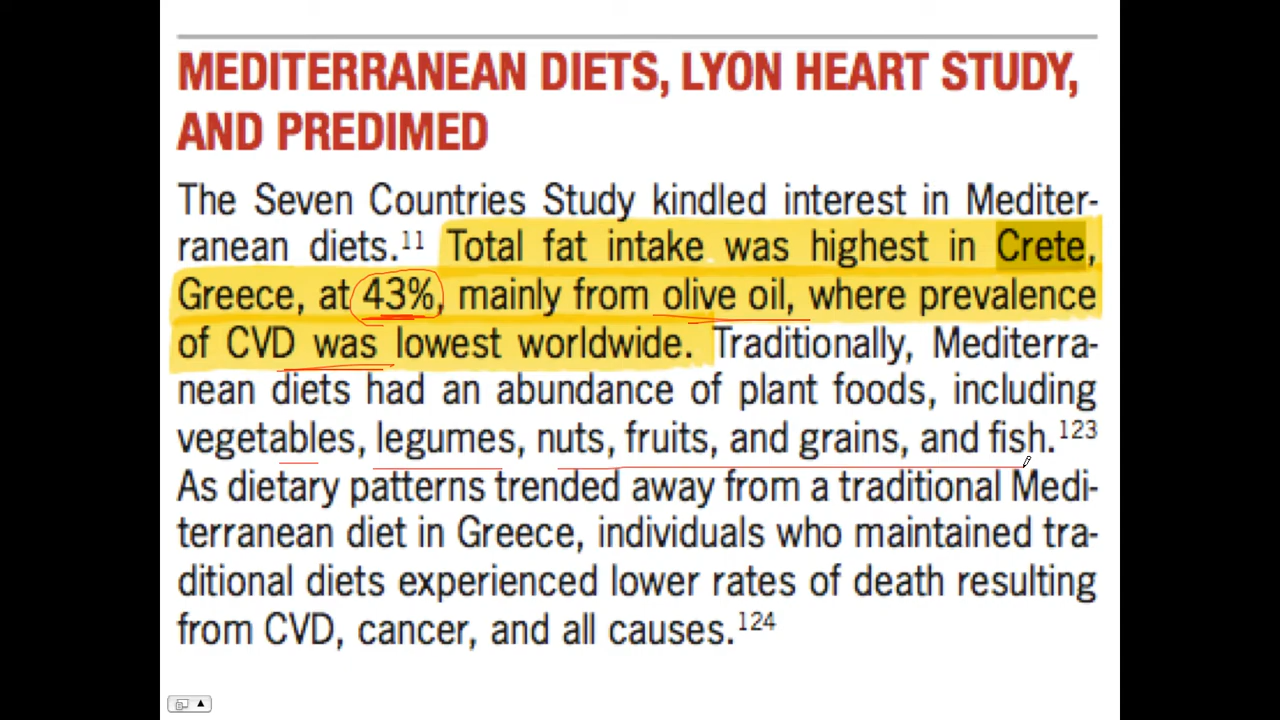 MEDITERRANEAN DIETS, LYON HEART STUDY,
AND PREDIMED
The Seven Countries Study kindled interest in Mediter-
ranean diets.11 Total fat intake was highest in Crete,
Greece, at 43%, mainly from olive oil, where prevalence
of CVD was lowest worldwide. Traditionally, Mediterra-
nean diets had an abundance of plant foods, including
vegetables, legumes, nuts, fruits, and grains, and fish.123
As dietary patterns trended away from a traditional Medi-
terranean diet in Greece, individuals who maintained tra-
ditional diets experienced lower rates of death resulting
from CVD, cancer, and all causes.124